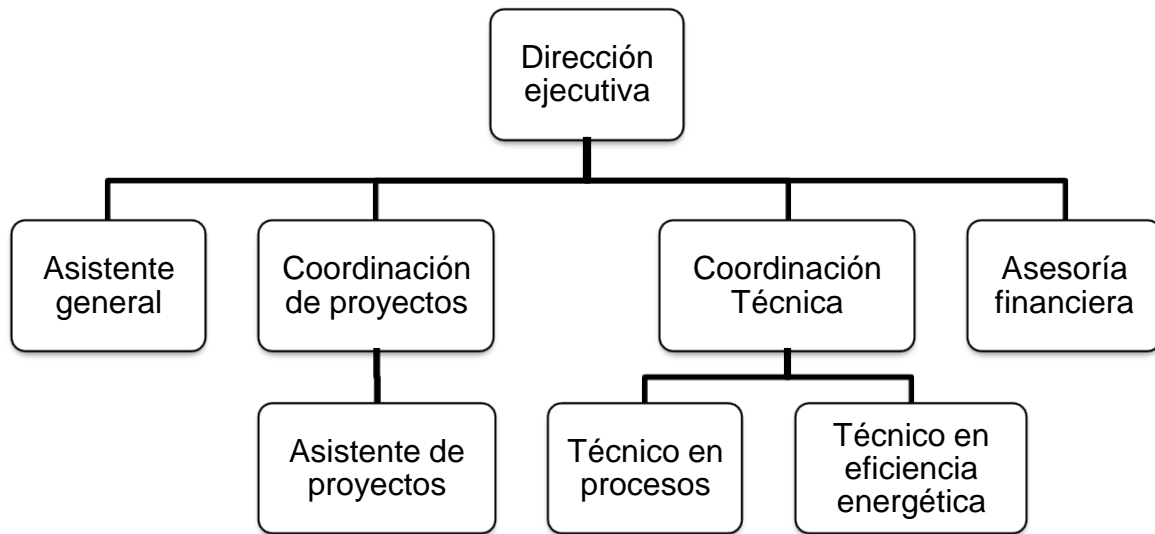 Dirección
ejecutiva
Asistente
general
Coordinación
de proyectos
Coordinación
Técnica
Asesoría
financiera
Asistente de
proyectos
Técnico en
procesos
Técnico en
eficiencia
energética